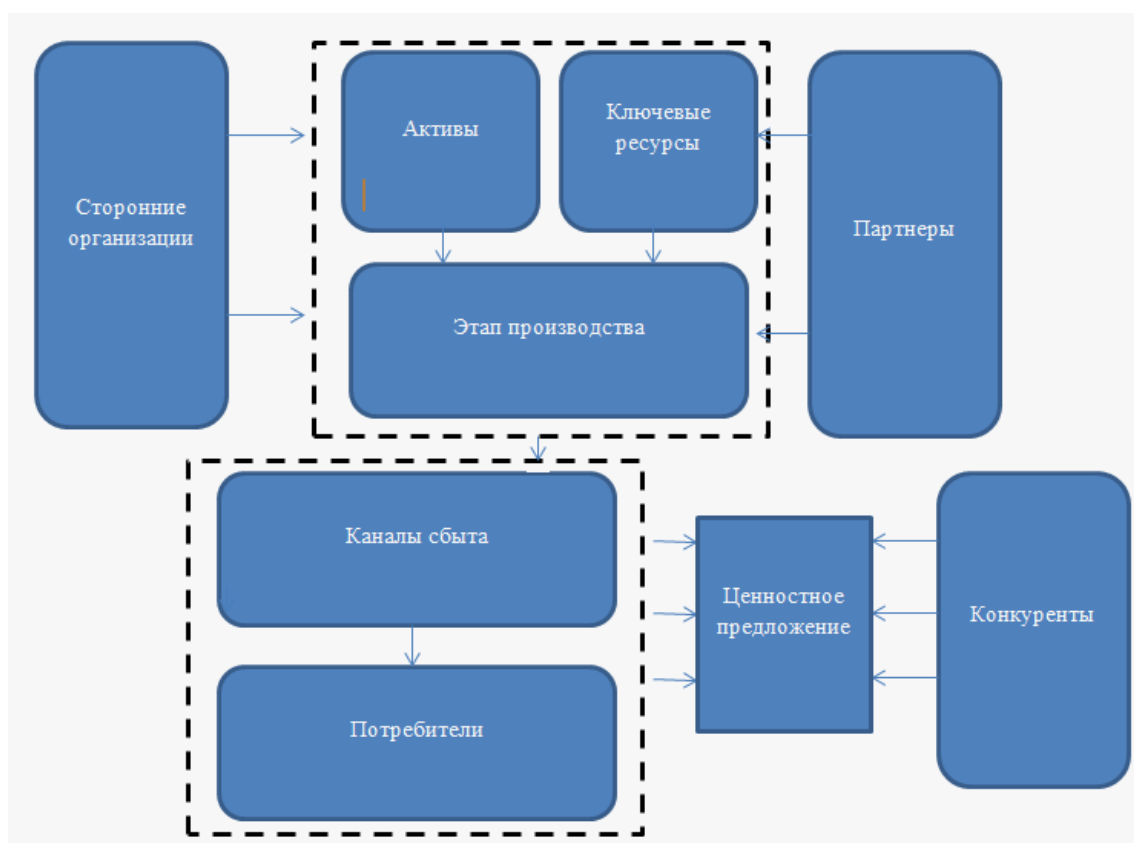 Сторонние
организации
Активы
Ключевые
ресурсы
Партнеры
Этап производства
Каналы сбыта
Потребители
Ценностное
предложение
Конкуренты